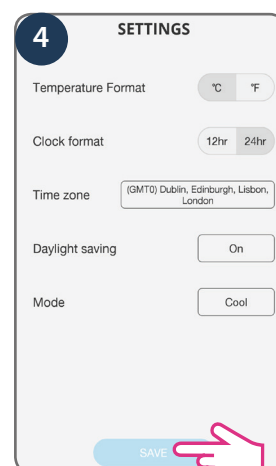 4
SETTINGS
Temperature Format °C °F
Clock format 12hr 24hr
Time zone (GMT0) Dublin, Edinburgh, Lisbon,
London
Daylight saving On
Mode Cool
SAVE